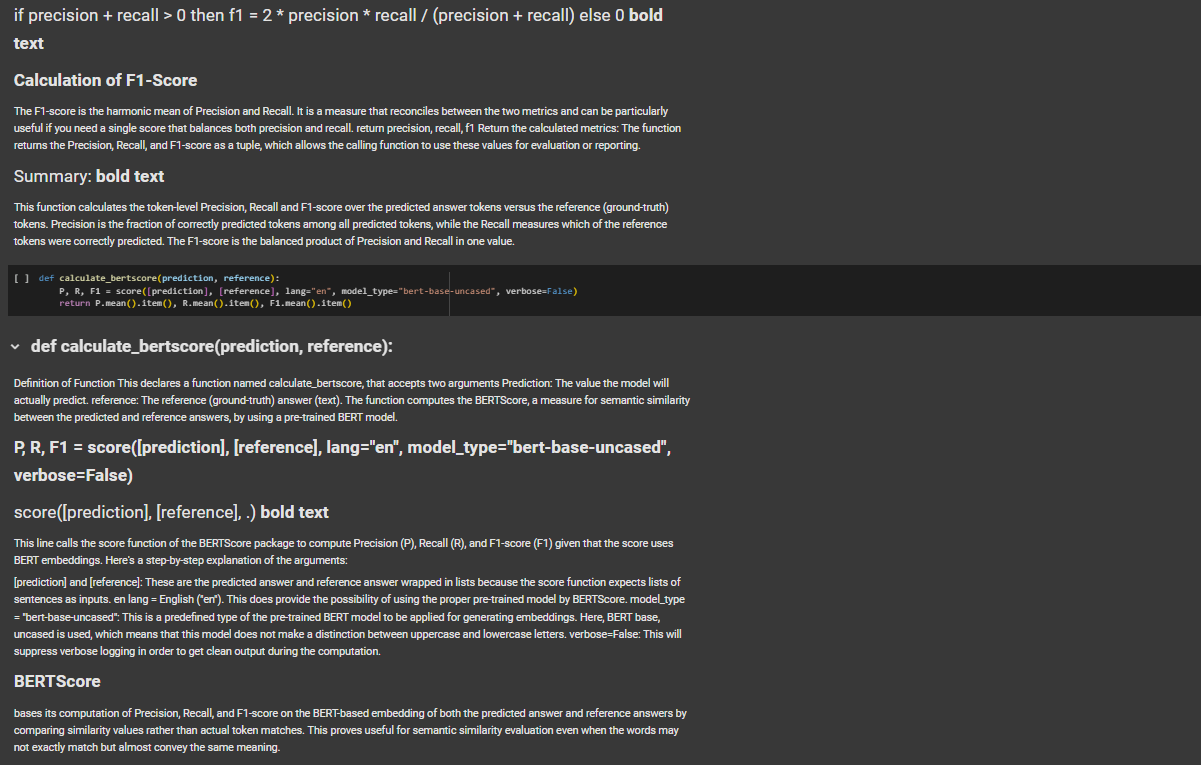 if precision + recall > 0 then f1 = 2 * precision * recall / (precision + recall) else 0 bold
text
Calculation of F1-Score
The F1-score is the harmonic mean of Precision and Recall. It is a measure that reconciles between the two metrics and can be particularly
useful if you need a single score that balances both precision and recall. return precision, recall, f1 Return the calculated metrics: The function
returns the Precision, Recall, and F1-score as a tuple, which allows the calling function to use these values for evaluation or reporting.
Summary: bold text
This function calculates the token-level Precision, Recall and F1-score over the predicted answer tokens versus the reference (ground-truth)
tokens. Precision is the fraction of correctly predicted tokens among all predicted tokens, while the Recall measures which of the reference
tokens were correctly predicted. The F1-score is the balanced product of Precision and Recall in one value.
[ ] def calculate_bertscore(prediction, reference):
P, R, F1 = score([prediction], [reference], lang="en", model_type="bert-base-uncased", verbose=False)
return P.mean().item(), R.mean().item(), F1.mean().item()
def calculate_bertscore(prediction, reference):
Definition of Function This declares a function named calculate_bertscore, that accepts two arguments Prediction: The value the model will
actually predict. reference: The reference (ground-truth) answer (text). The function computes the BERTScore, a measure for semantic similarity
between the predicted and reference answers, by using a pre-trained BERT model.
P, R, F1 = score([prediction], [reference], lang="en", model_type="bert-base-uncased",
verbose=False)
score([prediction], [reference], .) bold text
This line calls the score function of the BERTScore package to compute Precision (P), Recall (R), and F1-score (F1) given that the score uses
BERT embeddings. Here's a step-by-step explanation of the arguments:
[prediction] and [reference]: These are the predicted answer and reference answer wrapped in lists because the score function expects lists of
sentences as inputs. en lang = English ("en"). This does provide the possibility of using the proper pre-trained model by BERTScore. model_type
= "bert-base-uncased": This is a predefined type of the pre-trained BERT model to be applied for generating embeddings. Here, BERT base,
uncased is used, which means that this model does not make a distinction between uppercase and lowercase letters. verbose=False: This will
suppress verbose logging in order to get clean output during the computation.
BERTScore
bases its computation of Precision, Recall, and F1-score on the BERT-based embedding of both the predicted answer and reference answers by
comparing similarity values rather than actual token matches. This proves useful for semantic similarity evaluation even when the words may
not exactly match but almost convey the same meaning.